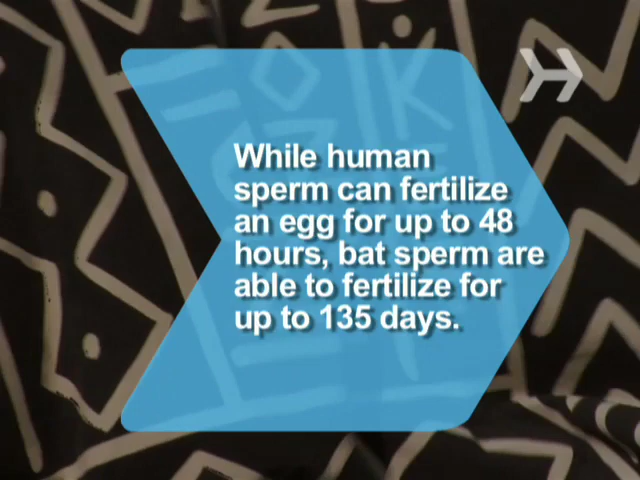 While human
sperm can fertilize
an egg for up to 48
hours, bat sperm are
able to fertilize for
up to 135 days.